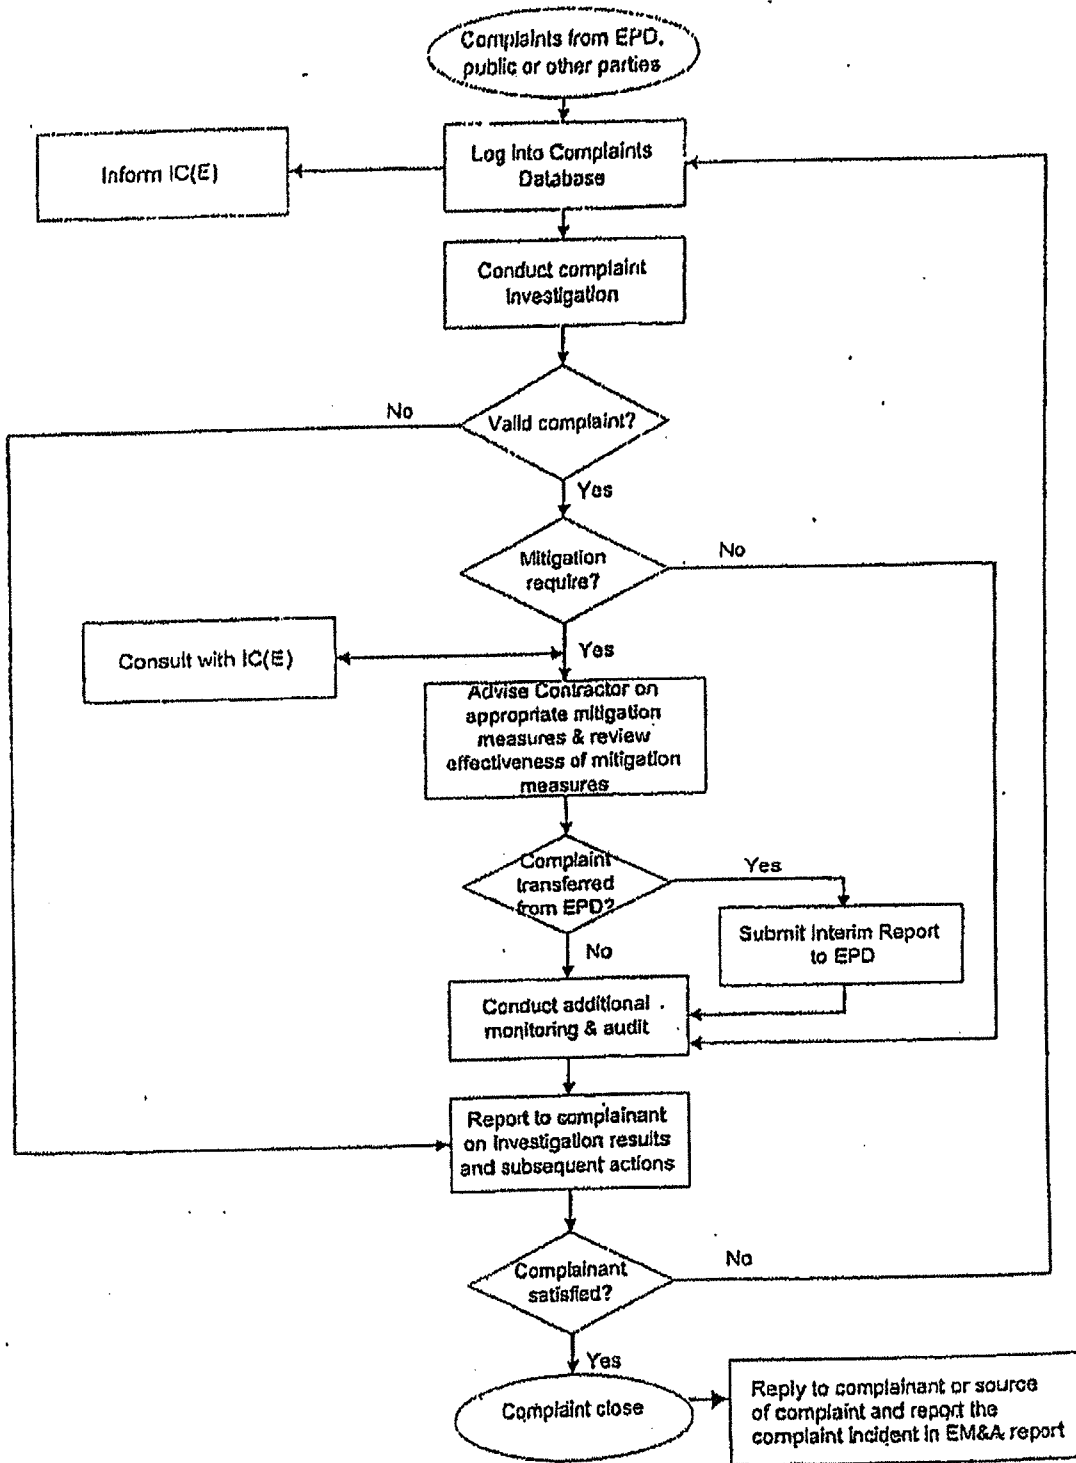 Complaints from EPD,
public or other parties
Inform IC(E)
Log into Complaints
Database
Conduct complaint
investigation
No
Valid complaint?
Yes
Mitigation
require?
No
Consult with IC(E)
Yes
Advise Contractor on
appropriate mitigation
measures & review
effectiveness of mitigation
measures
Complaint
transferred
from EPD?
Yes
Submit Interim Report
to EPD
No
Conduct additional
monitoring & audit
Report to complainant
on investigation results
and subsequent actions
Complainant
satisfied?
No
Yes
Complaint close
Reply to complainant or source
of complaint and report the
complaint incident in EM&A report